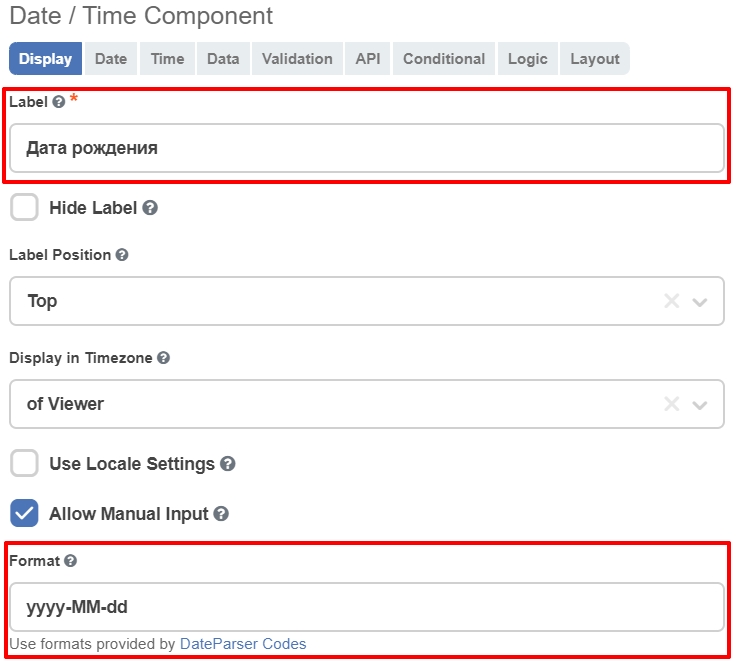 Date / Time Component
Display Date Time Data Validation API Conditional Logic Layout
Label *
Дата рождения
Hide Label
Label Position
Top
Display in Timezone
of Viewer
Use Locale Settings
Allow Manual Input
Format
yyyy-MM-dd
Use formats provided by DateParser Codes